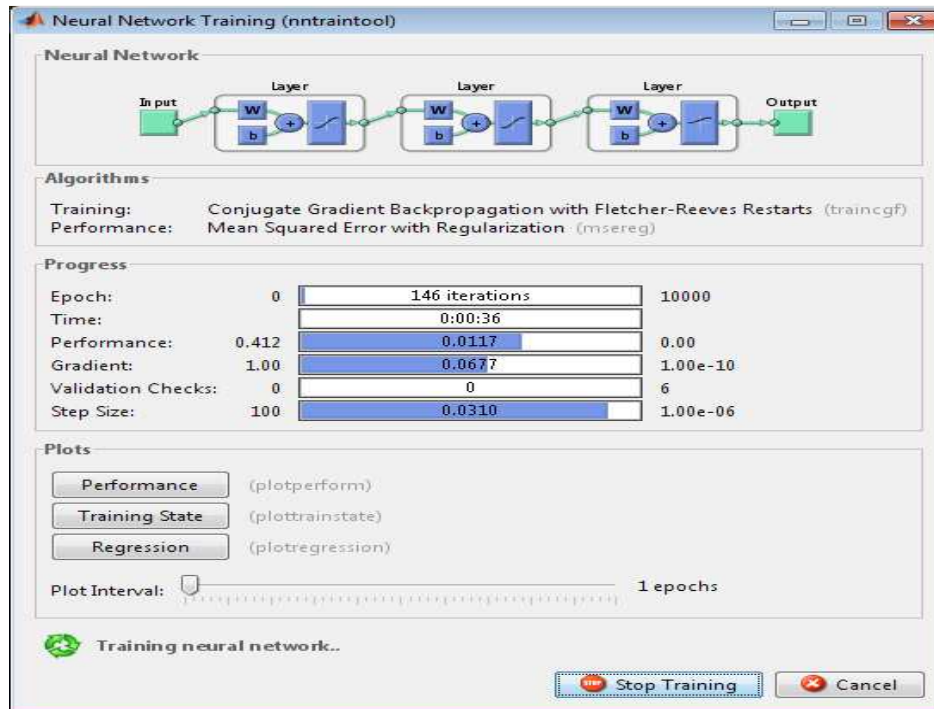 Neural Network Training (nntraintool)
Neural Network
Layer Layer Layer
Input Output
W W W
+ + +
b b b
Algorithms
Training: Conjugate Gradient Backpropagation with Fletcher-Reeves Restarts (traincgf)
Performance: Mean Squared Error with Regularization (msereg)
Progress
Epoch: 0 146 iterations 10000
Time: 0:00:36
Performance: 0.412 0.0117 0.00
Gradient: 1.00 0.0677 1.00e-10
Validation Checks: 0 0 6
Step Size: 100 0.0310 1.00e-06
Plots
Performance (plotperform)
Training State (plottrainstate)
Regression (plotregression)
Plot Interval: 1 epochs
Training neural network..
STOP Stop Training Cancel